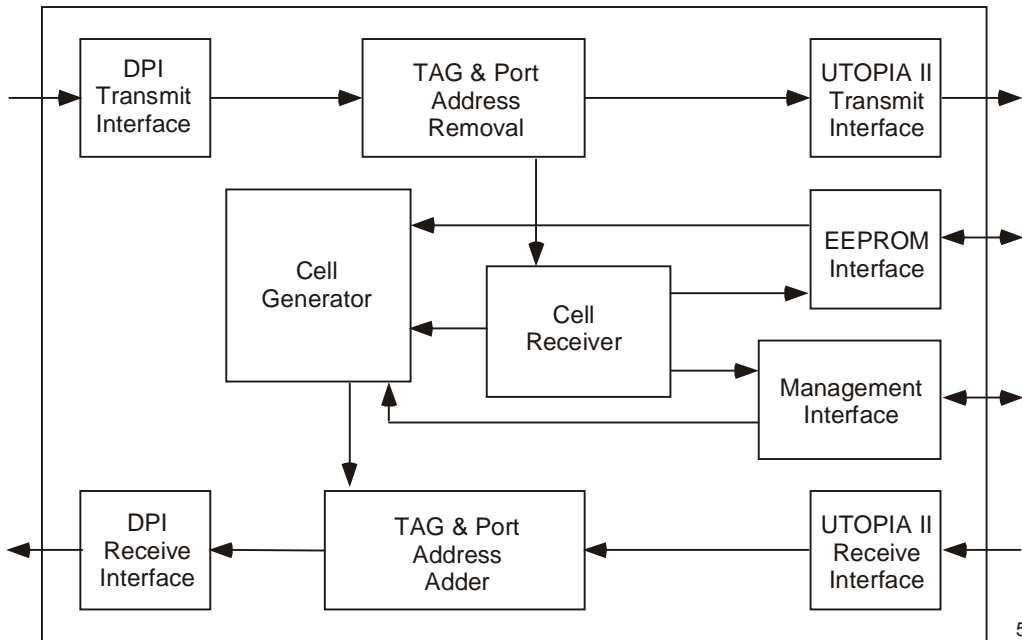 DPI
Transmit
Interface
TAG & Port
Address
Removal
UTOPIA II
Transmit
Interface
Cell
Generator
EEPROM
Interface
Cell
Receiver
Management
Interface
DPI
Receive
Interface
TAG & Port
Address
Adder
UTOPIA II
Receive
Interface
5